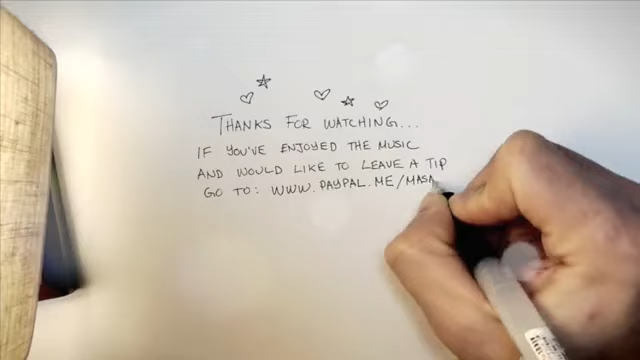 THANKS FOR WATCHING...
IF YOU'VE ENJOYED THE MUSIC
AND WOULD LIKE TO LEAVE A TIP
GO TO: WWW.PAYPAL.ME/MASA